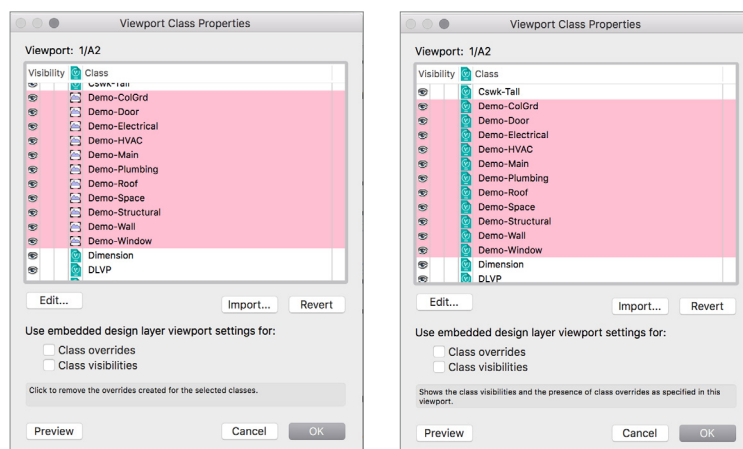 Viewport Class Properties
Viewport: 1/A2
Visibility Class
Cswk-Tall
Demo-ColGrd
Demo-Door
Demo-Electrical
Demo-HVAC
Demo-Main
Demo-Plumbing
Demo-Roof
Demo-Space
Demo-Structural
Demo-Wall
Demo-Window
Dimension
DLVP
Edit...
Import... Revert
Use embedded design layer viewport settings for:
Class overrides
Class visibilities
Click to remove the overrides created for the selected classes.
Preview Cancel OK
Viewport Class Properties
Viewport: 1/A2
Visibility Class
Cswk-Tall
Demo-ColGrd
Demo-Door
Demo-Electrical
Demo-HVAC
Demo-Main
Demo-Plumbing
Demo-Roof
Demo-Space
Demo-Structural
Demo-Wall
Demo-Window
Dimension
DLVP
Edit...
Import... Revert
Use embedded design layer viewport settings for:
Class overrides
Class visibilities
Shows the class visibilities and the presence of class overrides as specified in this
viewport.
Preview Cancel OK